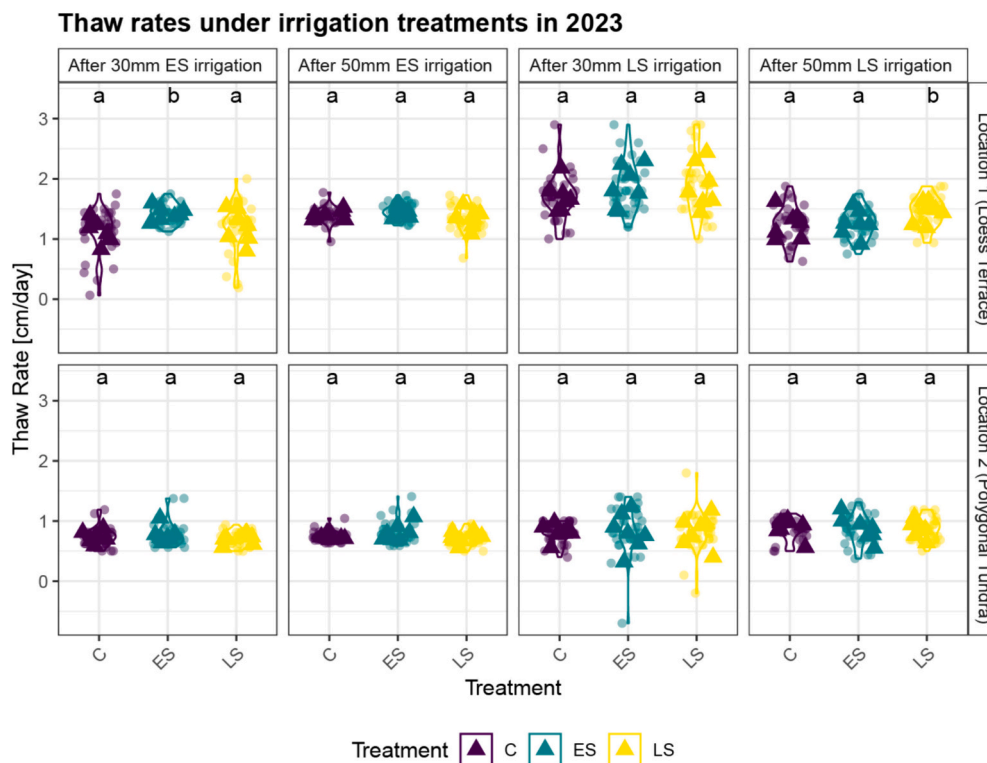 Thaw rates under irrigation treatments in 2023
After 30mm ES irrigation
After 50mm ES irrigation
After 30mm LS irrigation
After 50mm LS irrigation
a b a
a a a
a a a
a a b
3
2
1
0
Location 1 (Loess Terrace)
Thaw Rate [cm/day]
a a a
a a a
a a a
a a a
3
2
1
0
Location 2 (Polygonal Tundra)
C ES LS
C ES LS
C ES LS
C ES LS
Treatment
Treatment C ES LS